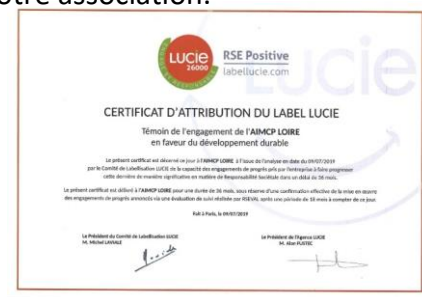 otre association.
LUCIE
26000
RSE Positive
labellucie.com
CERTIFICAT D'ATTRIBUTION DU LABEL LUCIE
Témoin de l'engagement de l'AIMCP LOIRE
en faveur du développement durable
Le présent certificat est décerné ce jour à l'AIMCP LOIRE à l'issue de l'analyse en date du 09/07/2019
par le Comité de Labellisation LUCIE de la capacité des engagements de progrès pris par l'entreprise à faire progresser
cette dernière de manière significative en matière de Responsabilité Sociétale dans un délai de 36 mois.
Le présent certificat est délivré à l'AIMCP LOIRE pour une durée de 36 mois, sous réserve d'une confirmation effective de la mise en œuvre
des engagements de progrès annoncés via une évaluation de suivi réalisée par RSEVAL après une période de 18 mois à compter de ce jour.
Fait à Paris, le 09/07/2019
Le Président du Comité de Labellisation LUCIE
M. Michel LAVIALE
Le Président de l'Agence LUCIE
M. Alan FUSTEC